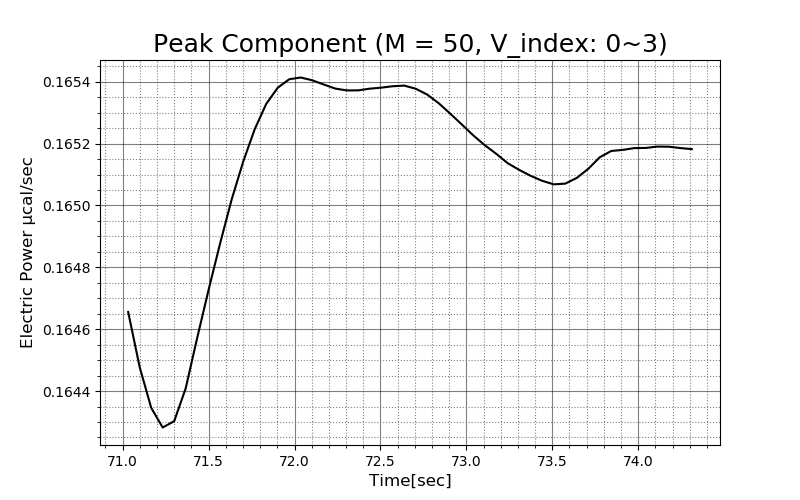 Peak Component (M = 50, V_index: 0~3)
0.1654
0.1652
0.1650
0.1648
0.1646
0.1644
Electric Power μcal/sec
71.0 71.5 72.0 72.5 73.0 73.5 74.0
Time[sec]